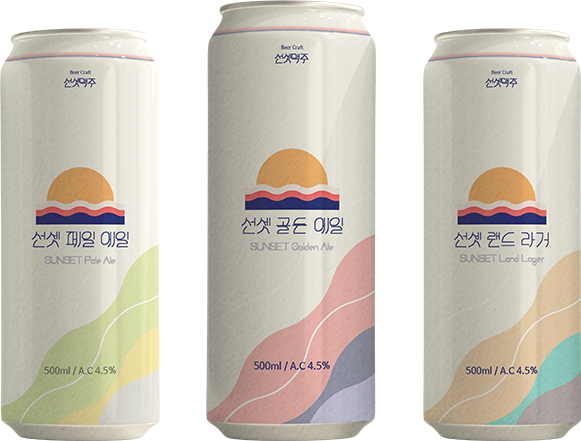 Beer Craft
선셋맥주
선셋 페일 에일
SUNSET Pale Ale
500ml / A.C 4.5%
Beer Craft
선셋맥주
선셋 골든 에일
SUNSET Golden Ale
500ml / A.C 4.5%
Beer Craft
선셋맥주
선셋 랜드 라거
SUNSET Land Lager
500ml / A.C 4.5%